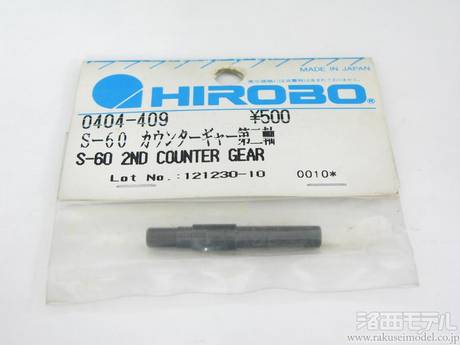 MADE IN JAPAN
HIROBO®
0404-409 ¥500
S-60 カウンターギャー第二軸
S-60 2ND COUNTER GEAR
Lot No.:121230-10 0010*
洛西モデル
www.rakuseimodel.co.jp